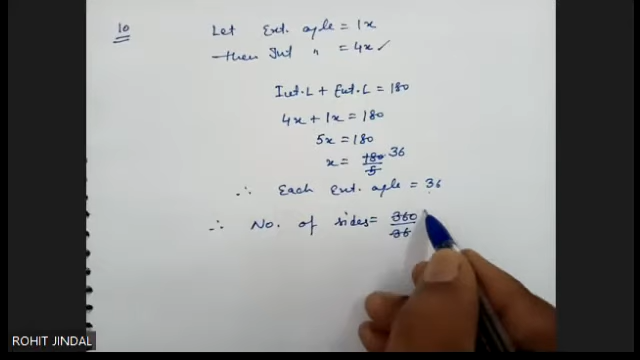 10
Let Ext. angle = 1x
then Int " = 4x ✓
Int.L + Ext.L = 180
4x + 1x = 180
5x = 180
x = 180/5 36
∴ Each Ext. angle = 36
∴ No. of sides = 360/36
ROHIT JINDAL